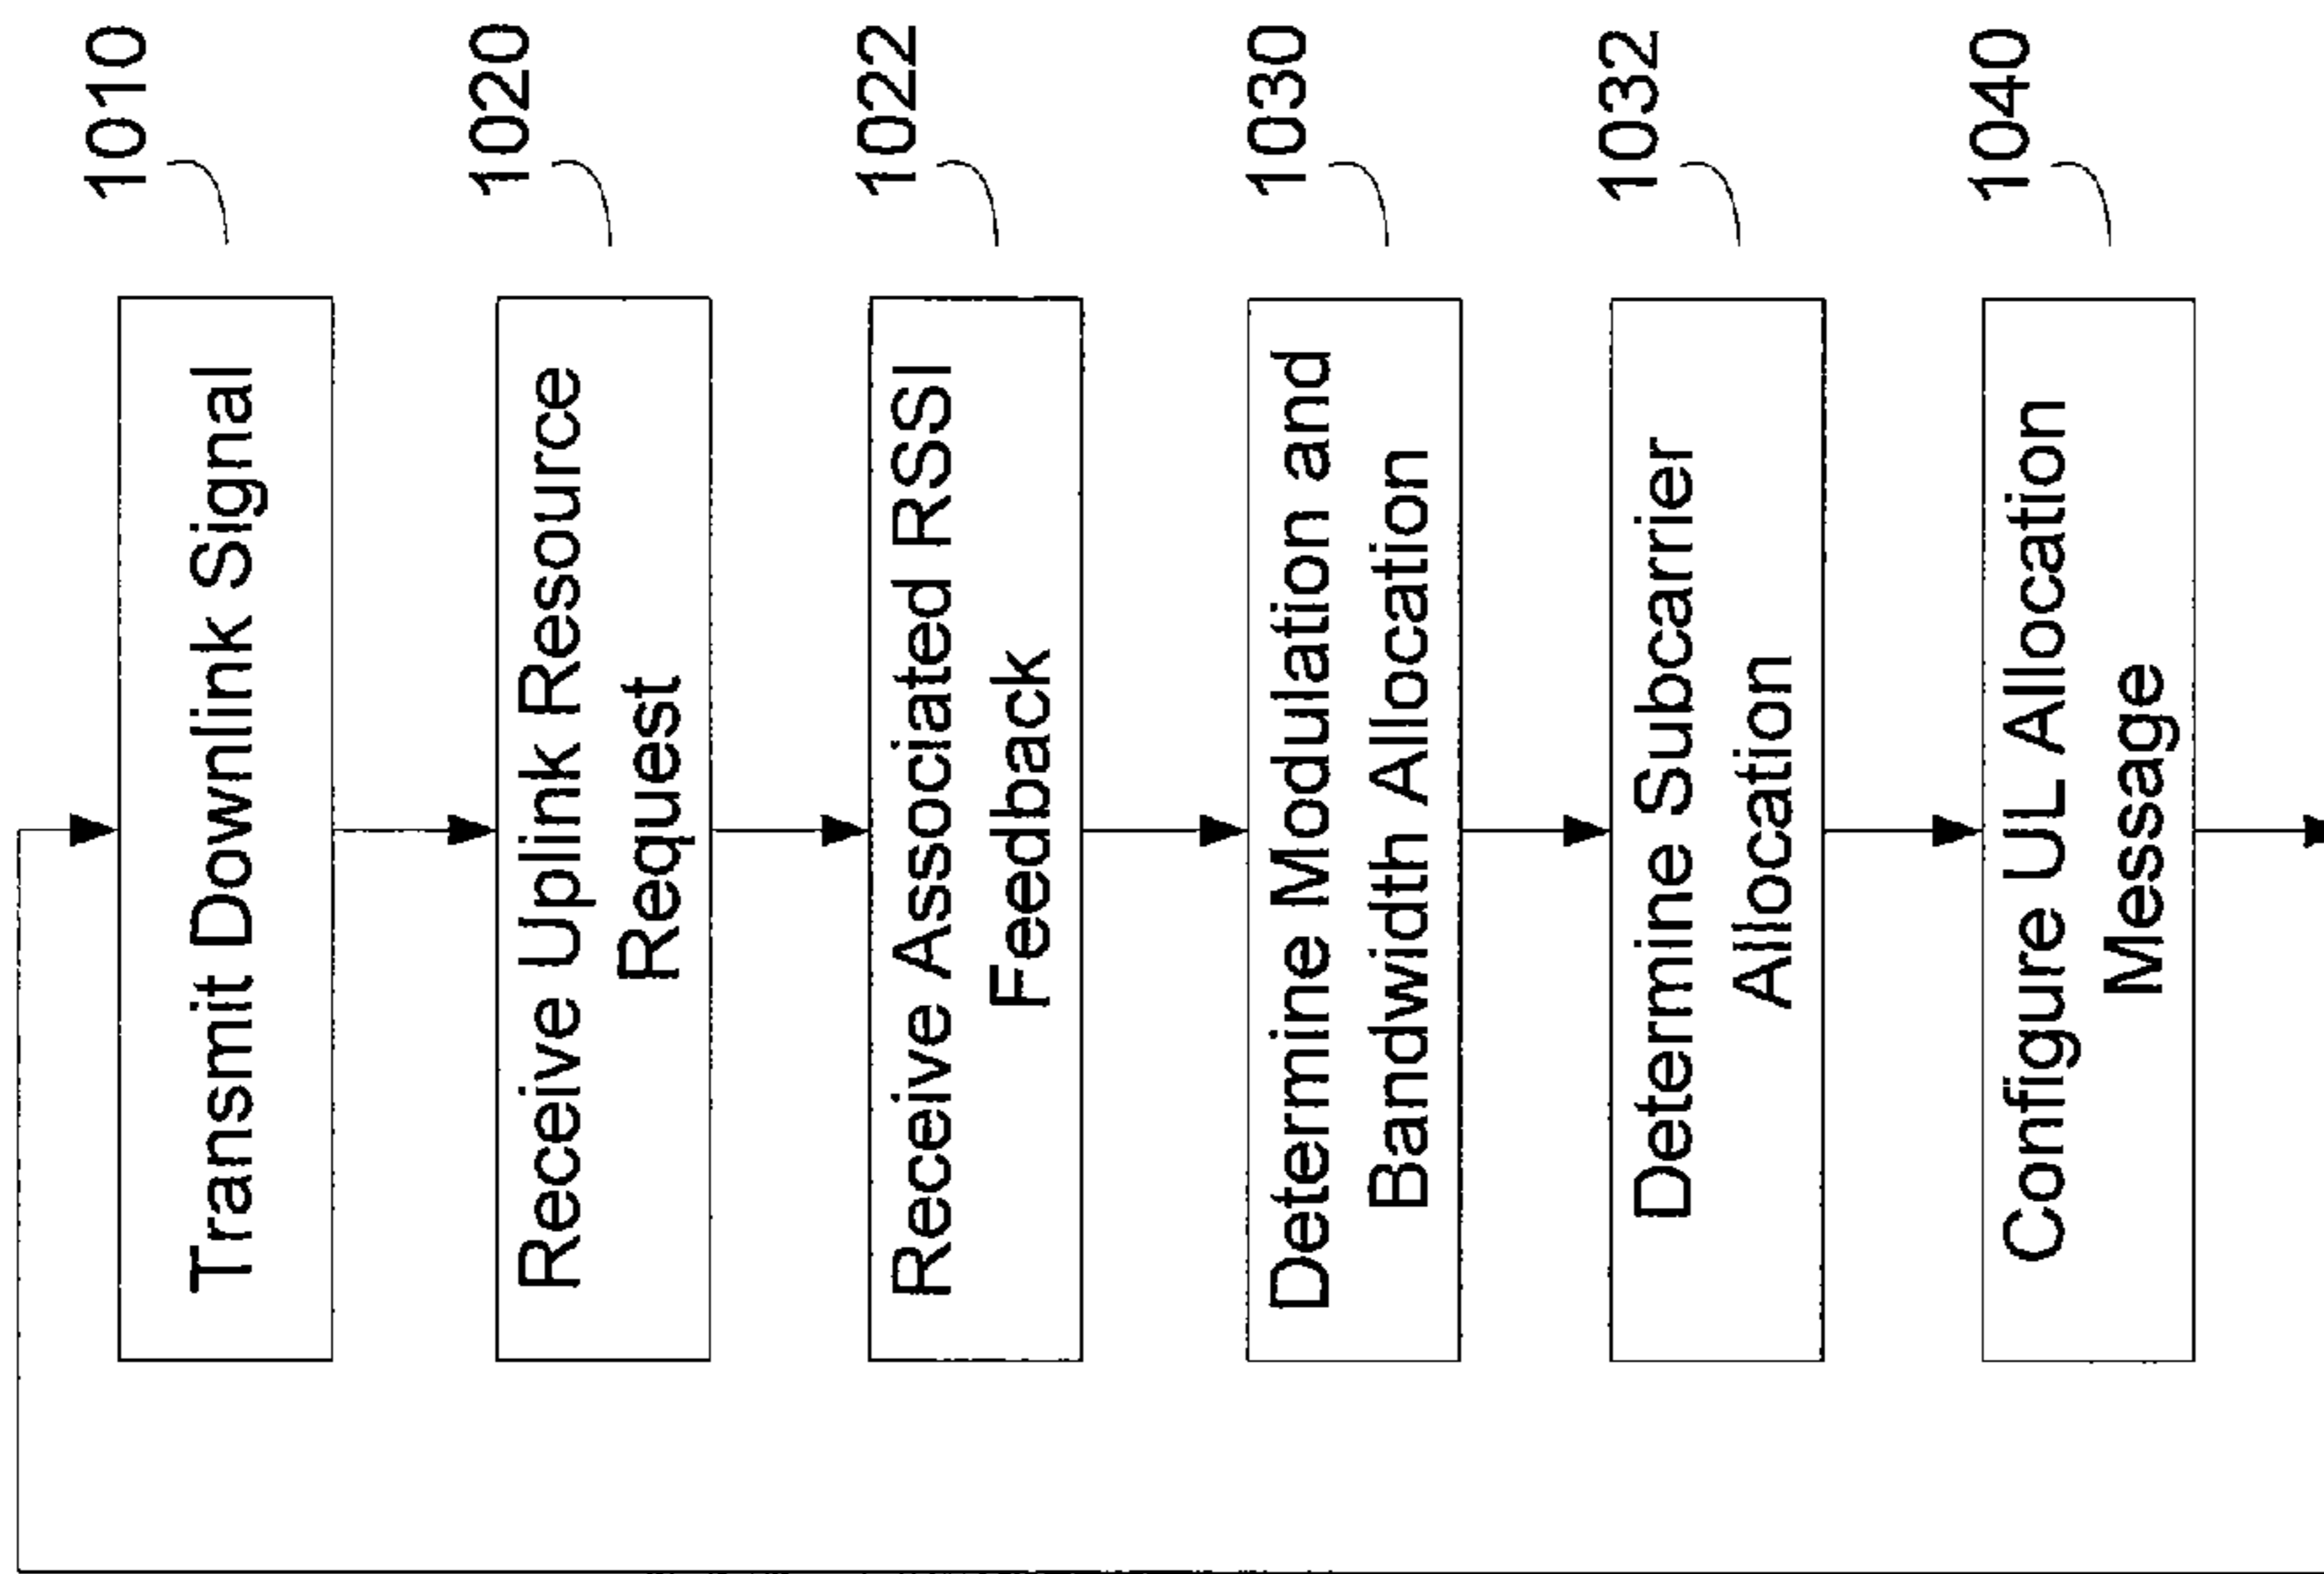 1010
Transmit Downlink Signal
1020
Receive Uplink Resource
Request
1022
Receive Associated RSSI
Feedback
1030
Determine Modulation and
Bandwidth Allocation
1032
Determine Subcarrier
Allocation
1040
Configure UL Allocation
Message